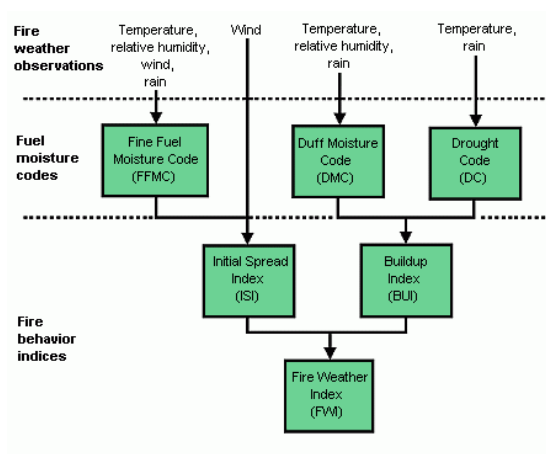 Fire
weather
observations
Temperature,
relative humidity,
wind,
rain
Wind
Temperature,
relative humidity,
rain
Temperature,
rain
Fuel
moisture
codes
Fine Fuel
Moisture Code
(FFMC)
Duff Moisture
Code
(DMC)
Drought
Code
(DC)
Fire
behavior
indices
Initial Spread
Index
(ISI)
Buildup
Index
(BUI)
Fire Weather
Index
(FWI)